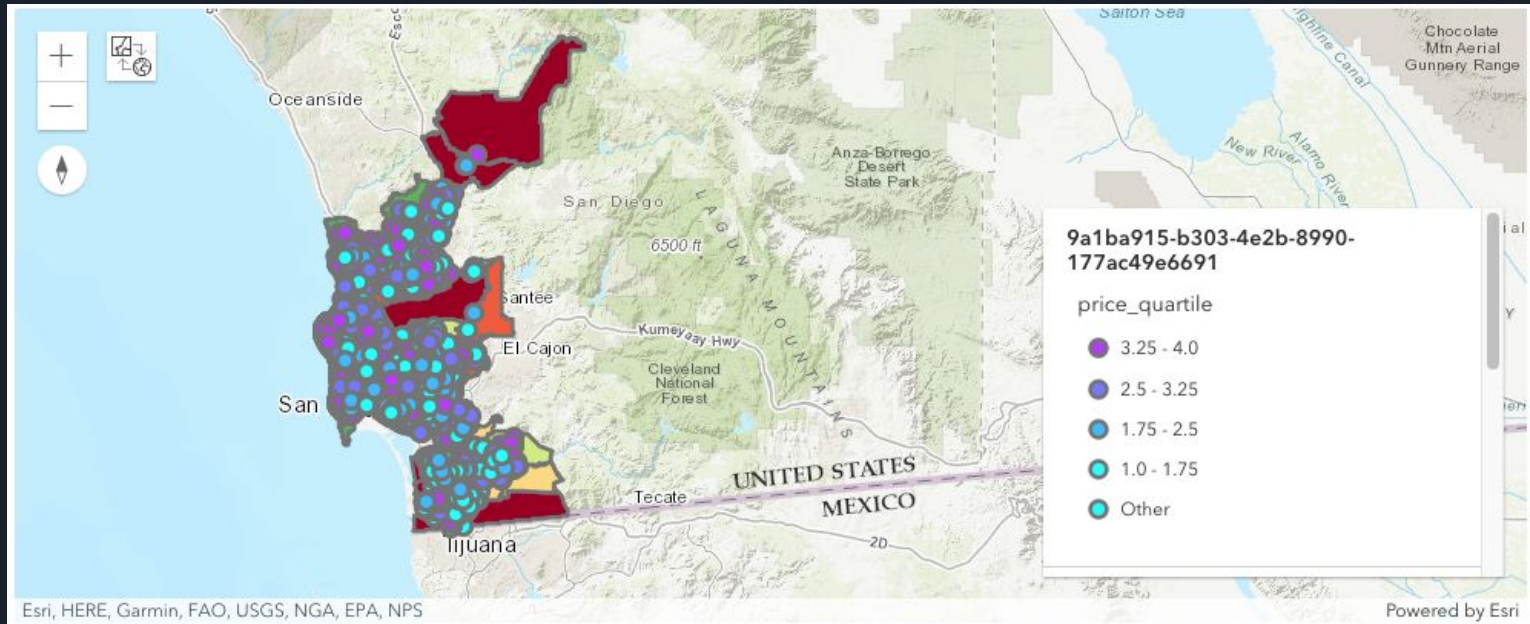 Salton Sea
Chocolate
Mtn Aerial
Gunnery Range
Highline Canal
Esco
Oceanside
New River
Alamo River
Anza-Borrego
Desert
State Park
San Diego
6500 ft
LAGUNA MOUNTAINS
Santee
El Cajon
Kumeyaay Hwy
Cleveland
National
Forest
San
UNITED STATES
MEXICO
Tecate
2D
Tijuana
9a1ba915-b303-4e2b-8990-
177ac49e6691
price_quartile
3.25 - 4.0
2.5 - 3.25
1.75 - 2.5
1.0 - 1.75
Other
Esri, HERE, Garmin, FAO, USGS, NGA, EPA, NPS
Powered by Esri